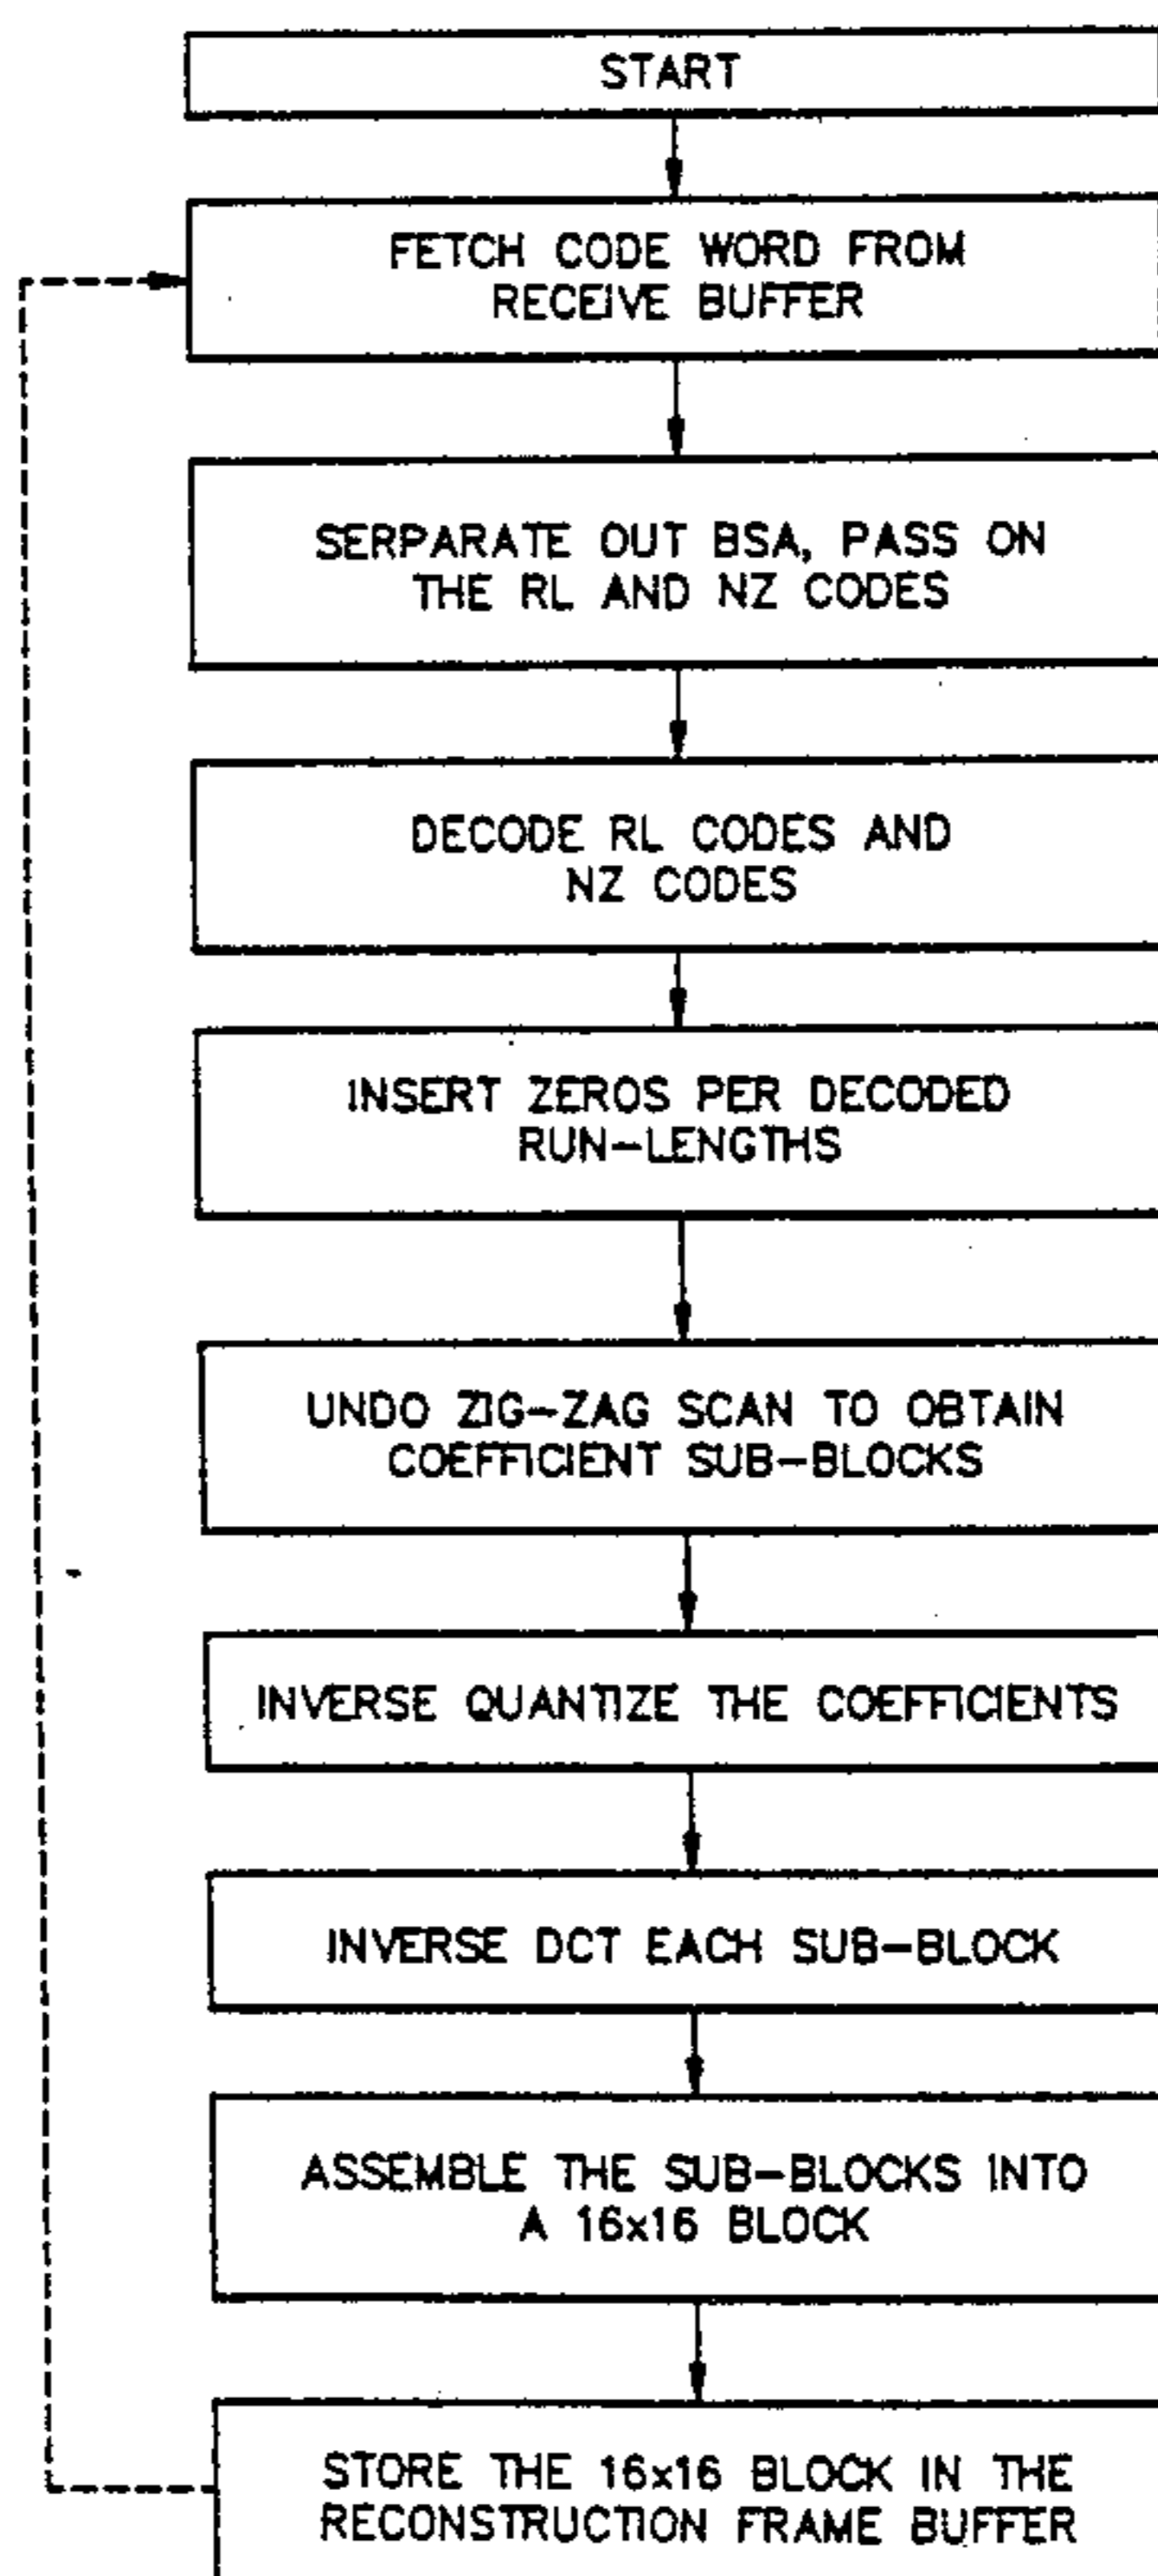 START
FETCH CODE WORD FROM
RECEIVE BUFFER
SERPARATE OUT BSA, PASS ON
THE RL AND NZ CODES
DECODE RL CODES AND
NZ CODES
INSERT ZEROS PER DECODED
RUN-LENGTHS
UNDO ZIG-ZAG SCAN TO OBTAIN
COEFFICIENT SUB-BLOCKS
INVERSE QUANTIZE THE COEFFICIENTS
INVERSE DCT EACH SUB-BLOCK
ASSEMBLE THE SUB-BLOCKS INTO
A 16x16 BLOCK
STORE THE 16x16 BLOCK IN THE
RECONSTRUCTION FRAME BUFFER